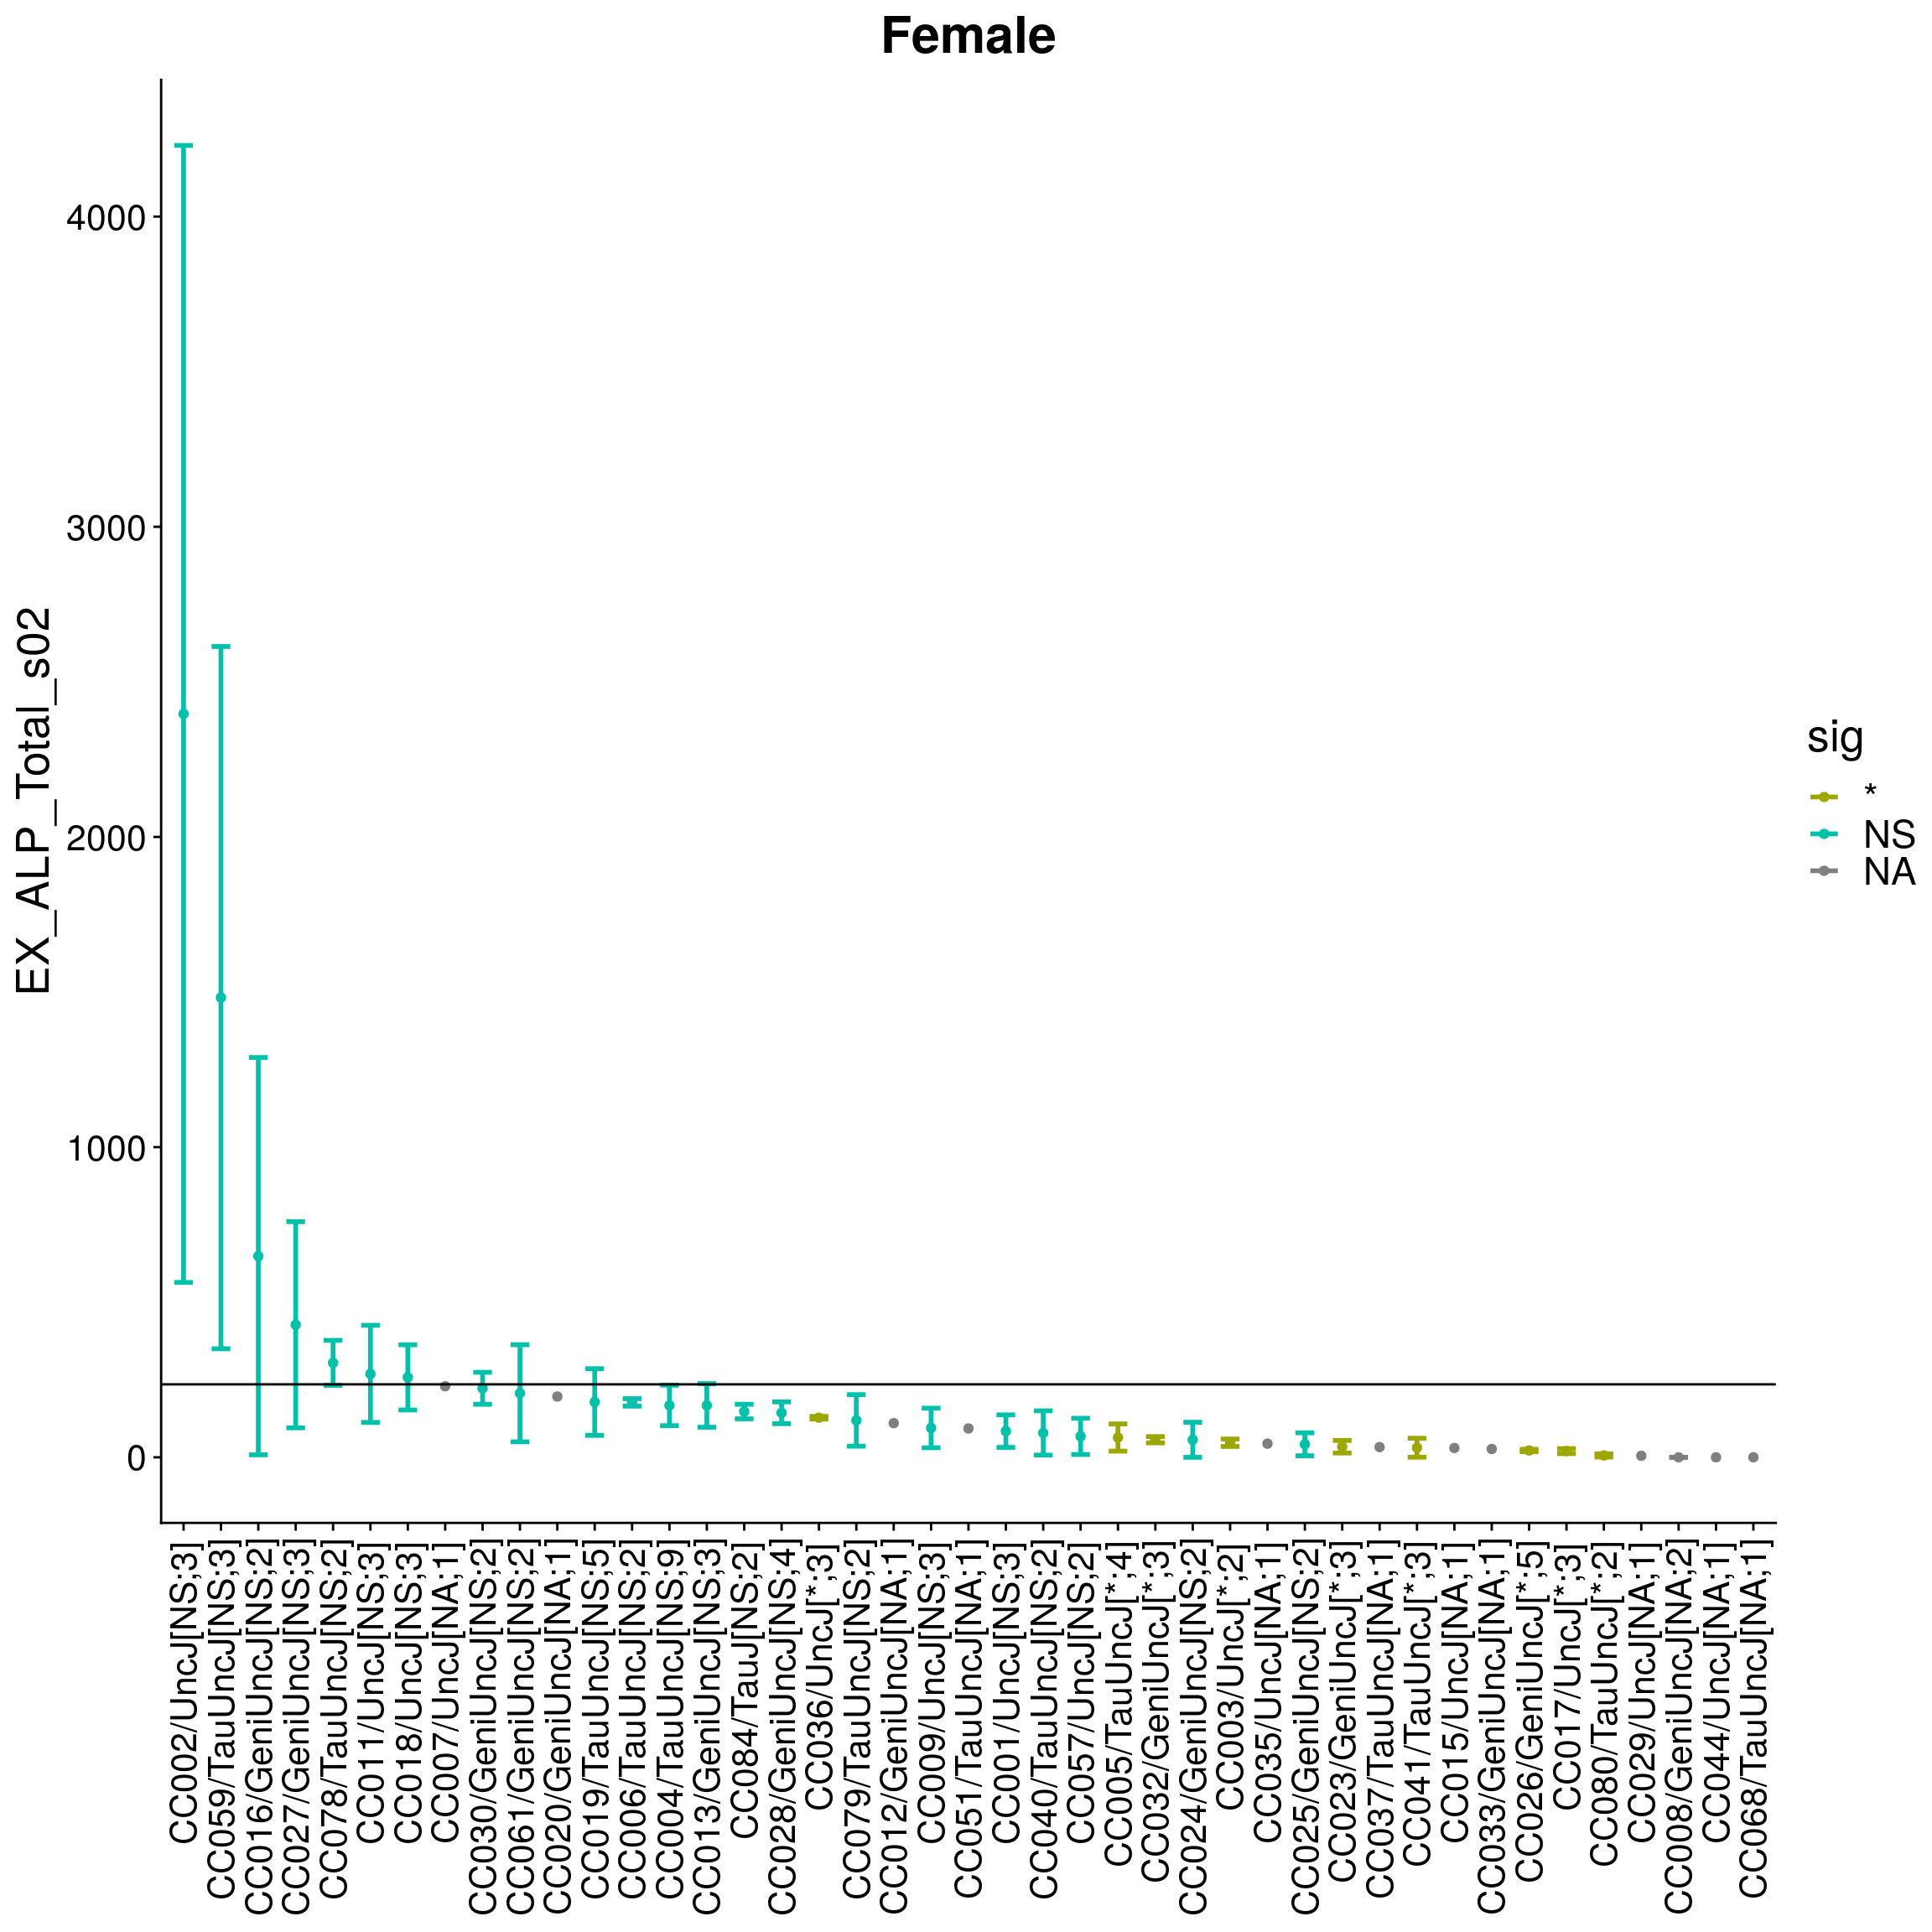 Female
EX_ALP_Total_s02
4000
3000
2000
1000
0
CC002/UncJ[NS;3]
CC059/TauUncJ[NS;3]
CC016/GeniUncJ[NS;2]
CC027/GeniUncJ[NS;3]
CC078/TauUncJ[NS;2]
CC011/UncJ[NS;3]
CC018/UncJ[NS;3]
CC007/UncJ[NA;1]
CC030/GeniUncJ[NS;2]
CC061/GeniUncJ[NS;2]
CC020/GeniUncJ[NA;1]
CC019/TauUncJ[NS;5]
CC006/TauUncJ[NS;2]
CC004/TauUncJ[NS;9]
CC013/GeniUncJ[NS;3]
CC084/TauJ[NS;2]
CC028/GeniUncJ[NS;4]
CC036/UncJ[*;3]
CC079/TauUncJ[NS;2]
CC012/GeniUncJ[NA;1]
CC009/UncJ[NS;3]
CC051/TauUncJ[NA;1]
CC001/UncJ[NS;3]
CC040/TauUncJ[NS;2]
CC057/UncJ[NS;2]
CC005/TauUncJ[*;4]
CC032/GeniUncJ[*;3]
CC024/GeniUncJ[NS;2]
CC003/UncJ[*;2]
CC035/UncJ[NA;1]
CC025/GeniUncJ[NS;2]
CC023/GeniUncJ[*;3]
CC037/TauUncJ[NA;1]
CC041/TauUncJ[*;3]
CC015/UncJ[NA;1]
CC033/GeniUncJ[NA;1]
CC026/GeniUncJ[*;5]
CC017/UncJ[*;3]
CC080/TauUncJ[*;2]
CC029/UncJ[NA;1]
CC008/GeniUncJ[NA;2]
CC044/UncJ[NA;1]
CC068/TauUncJ[NA;1]
sig
*
NS
NA